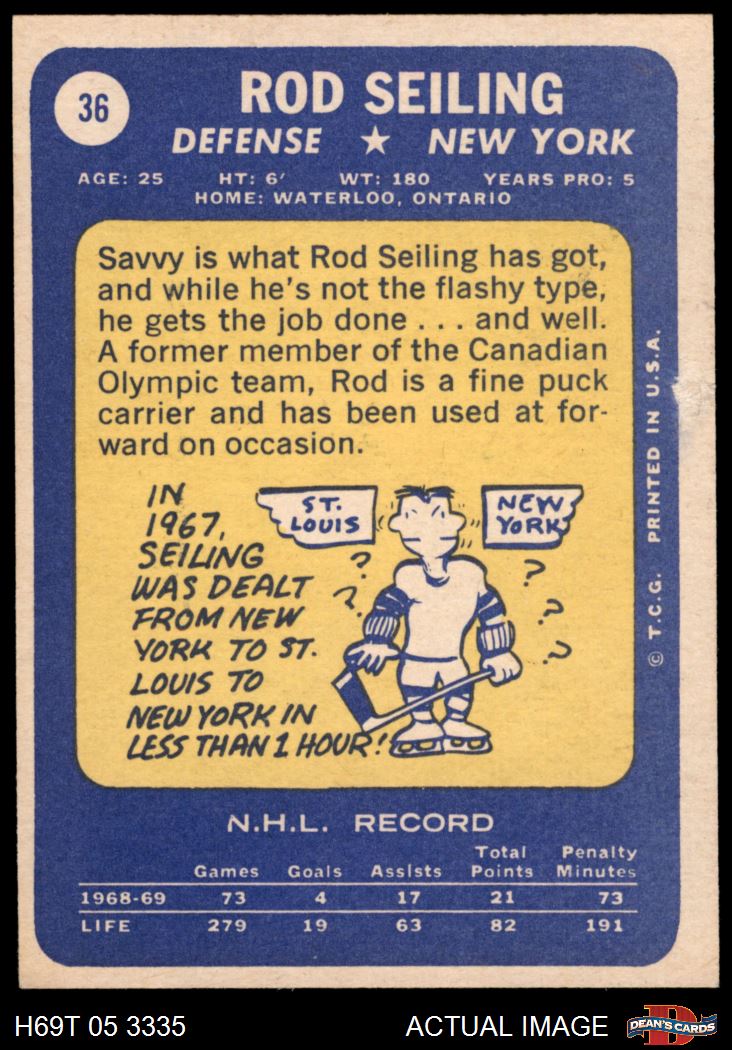 36
ROD SEILING
DEFENSE ★ NEW YORK
AGE: 25 HT: 6′ WT: 180 YEARS PRO: 5
HOME: WATERLOO, ONTARIO
Savvy is what Rod Seiling has got,
and while he's not the flashy type,
he gets the job done . . . and well.
A former member of the Canadian
Olympic team, Rod is a fine puck
carrier and has been used at for-
ward on occasion.
IN
1967,
SEILING
WAS DEALT
FROM NEW
YORK TO ST.
LOUIS TO
NEW YORK IN
LESS THAN 1 HOUR!
ST.
LOUIS
NEW
YORK
? ? ? ? ?
© T.C.G. PRINTED IN U.S.A.
N.H.L. RECORD
Games Goals Assists Total Points Penalty Minutes
1968-69 73 4 17 21 73
LIFE 279 19 63 82 191
H69T 05 3335
ACTUAL IMAGE
D
DEAN'S CARDS